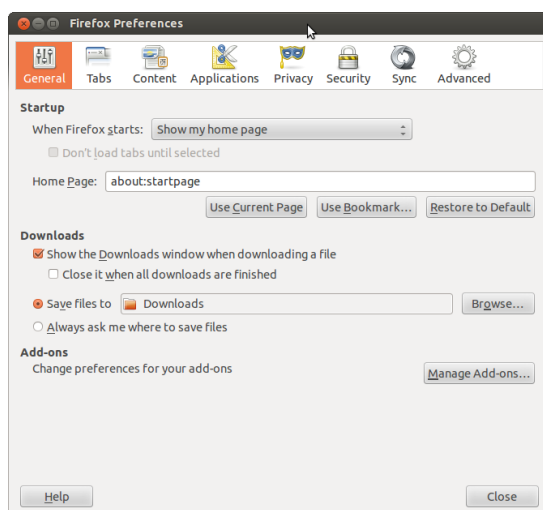 Firefox Preferences
General Tabs Content Applications Privacy Security Sync Advanced
Startup
When Firefox starts: Show my home page
Don't load tabs until selected
Home Page: about:startpage
Use Current Page Use Bookmark... Restore to Default
Downloads
Show the Downloads window when downloading a file
Close it when all downloads are finished
Save files to Downloads Browse...
Always ask me where to save files
Add-ons
Change preferences for your add-ons
Manage Add-ons...
Help Close